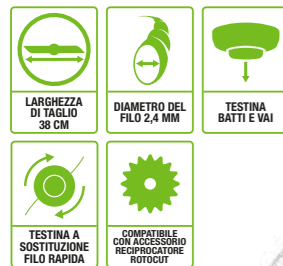 LARGHEZZA
DI TAGLIO
38 CM
DIAMETRO DEL
FILO 2,4 MM
TESTINA
BATTI E VAI
TESTINA A
SOSTITUZIONE
FILO RAPIDA
COMPATIBILE
CON ACCESSORIO
RECIPROCATORE
ROTOCUT